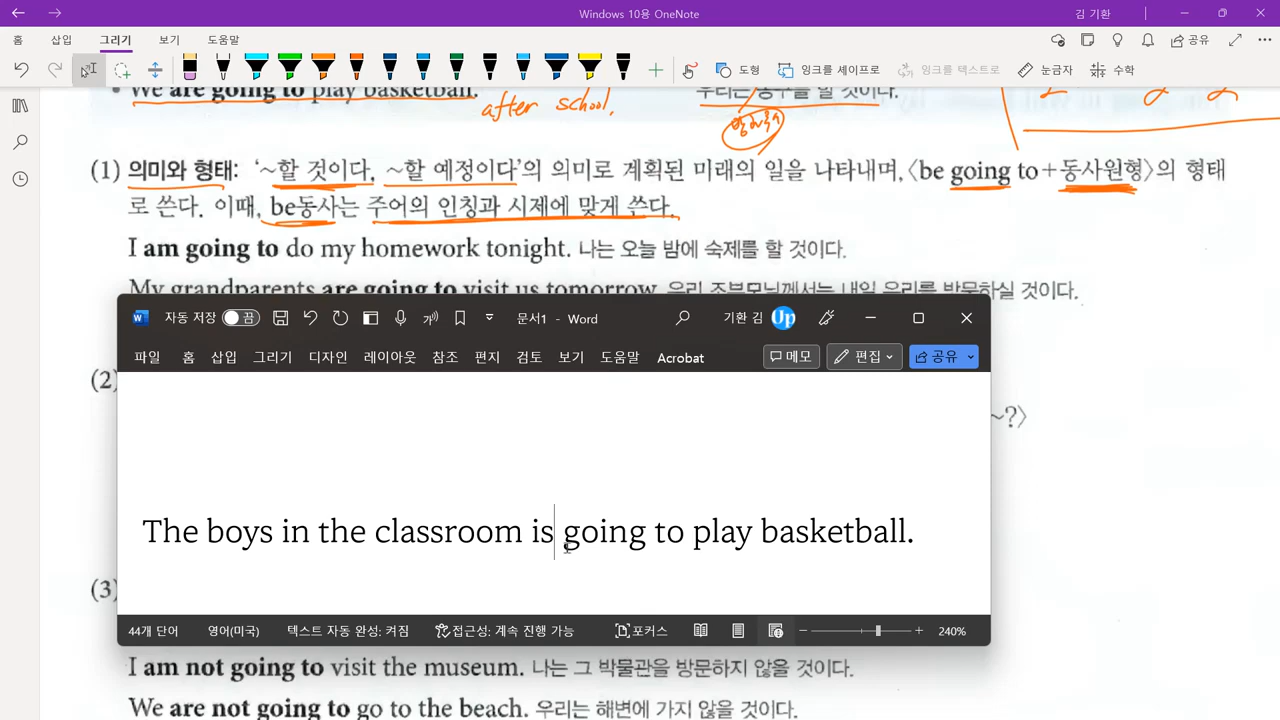 Windows 10용 OneNote
김 기환
홈 삽입 그리기 보기 도움말
공유
도형 잉크를 셰이프로 잉크를 텍스트로 눈금자 수학
• We are going to play basketball.
after school.
우리는 농구를 할 것이다.
방과후
(1) 의미와 형태: ‘~할 것이다, ~할 예정이다’의 의미로 계획된 미래의 일을 나타내며, 〈be going to+동사원형〉의 형태
로 쓴다. 이때, be동사는 주어의 인칭과 시제에 맞게 쓴다.
I am going to do my homework tonight. 나는 오늘 밤에 숙제를 할 것이다.
My grandparents are going to visit us tomorrow. 우리 조부모님께서는 내일 우리를 방문하실 것이다.
자동 저장 끔 가) 문서1 - Word 기환 김 Up
파일 홈 삽입 그리기 디자인 레이아웃 참조 편지 검토 보기 도움말 Acrobat 메모 편집 공유
(2)
~?〉
The boys in the classroom is going to play basketball.
(3)
44개 단어 영어(미국) 텍스트 자동 완성: 켜짐 접근성: 계속 진행 가능 포커스 240%
I am not going to visit the museum. 나는 그 박물관을 방문하지 않을 것이다.
We are not going to go to the beach. 우리는 해변에 가지 않을 것이다.